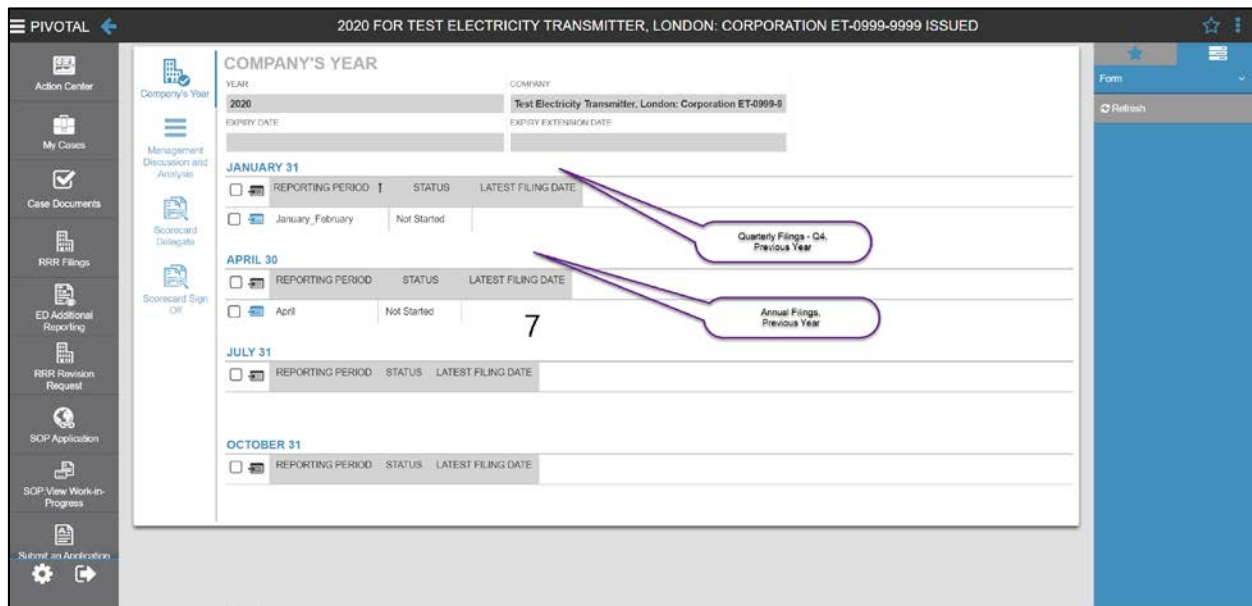 PIVOTAL
2020 FOR TEST ELECTRICITY TRANSMITTER, LONDON: CORPORATION ET-0999-9999 ISSUED
Action Center
My Cases
Case Documents
RRR Filings
ED Additional
Reporting
RRR Revision
Request
SOP Application
SOP:View Work-in-
Progress
Submit an Application
Company's Year
Management
Discussion and
Analysis
Scorecard
Delegate
Scorecard Sign
Off
COMPANY'S YEAR
YEAR
COMPANY
2020
Test Electricity Transmitter, London: Corporation ET-0999-9
EXPIRY DATE
EXPIRY EXTENSION DATE
JANUARY 31
REPORTING PERIOD STATUS LATEST FILING DATE
January_February Not Started
Quarterly Filings - Q4,
Previous Year
APRIL 30
REPORTING PERIOD STATUS LATEST FILING DATE
April Not Started
7
Annual Filings,
Previous Year
JULY 31
REPORTING PERIOD STATUS LATEST FILING DATE
OCTOBER 31
REPORTING PERIOD STATUS LATEST FILING DATE
Form
Refresh